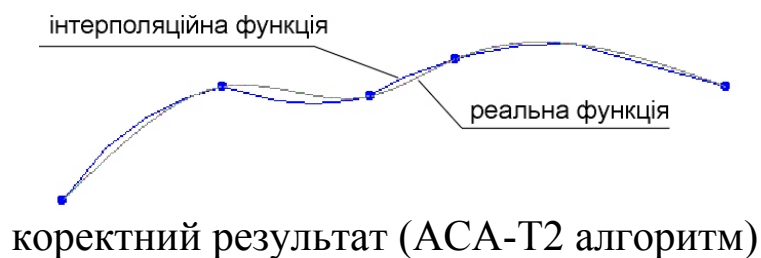 інтерполяційна функція
реальна функція
коректний результат (АСА-Т2 алгоритм)